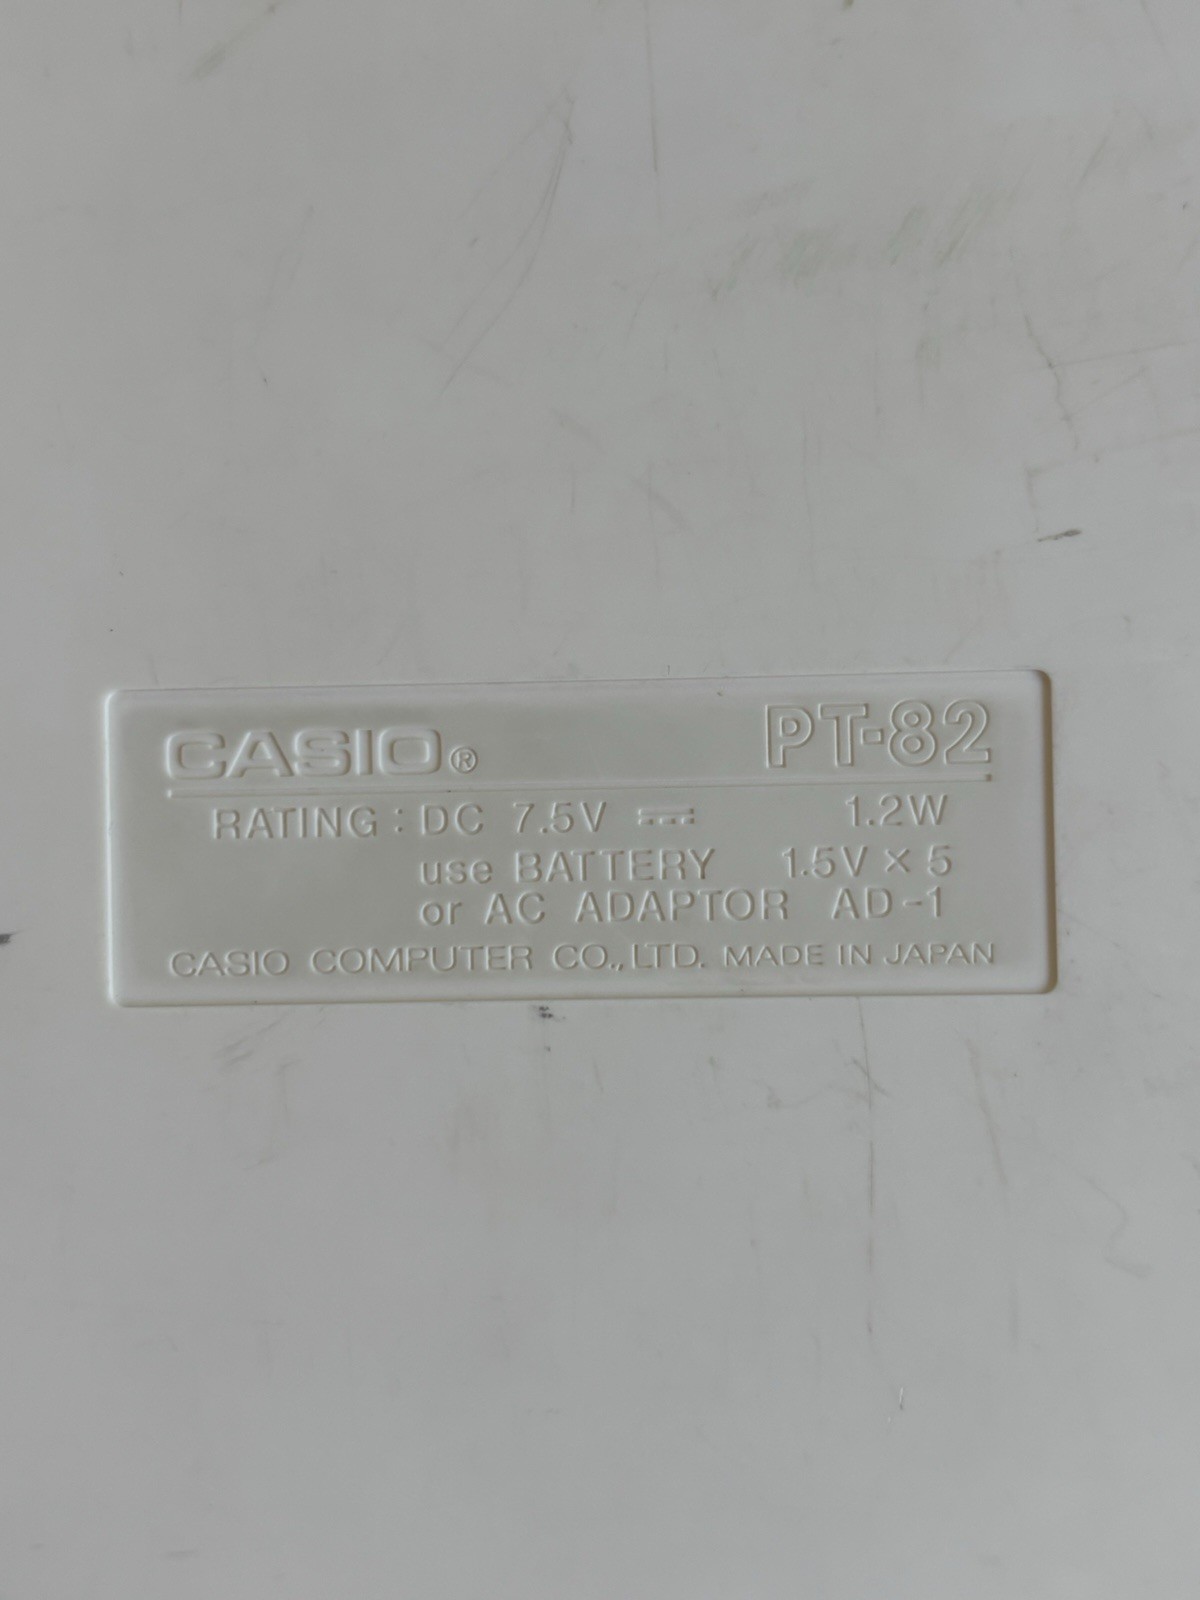 CASIO® PT-82
RATING : DC 7.5V ⎓ 1.2W
use BATTERY 1.5V × 5
or AC ADAPTOR AD-1
CASIO COMPUTER CO., LTD. MADE IN JAPAN